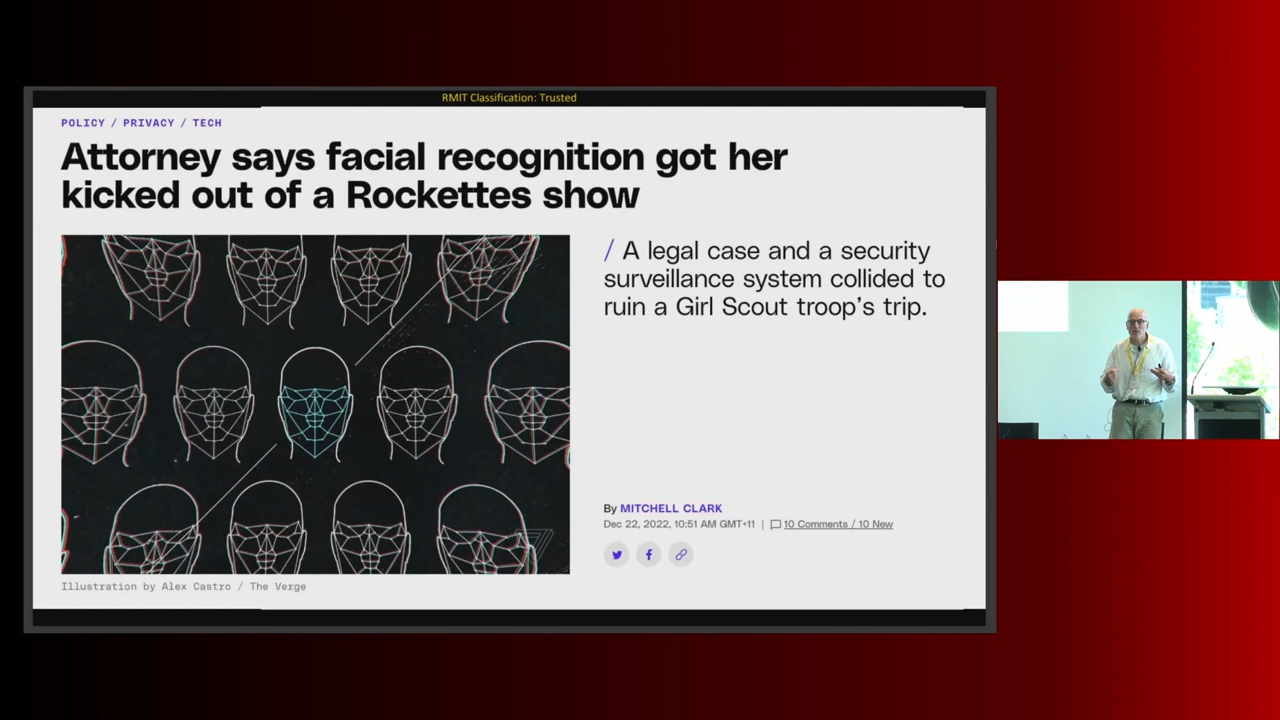 RMIT Classification: Trusted
POLICY / PRIVACY / TECH
Attorney says facial recognition got her
kicked out of a Rockettes show
/ A legal case and a security
surveillance system collided to
ruin a Girl Scout troop’s trip.
By MITCHELL CLARK
Dec 22, 2022, 10:51 AM GMT+11 | 10 Comments / 10 New
Illustration by Alex Castro / The Verge